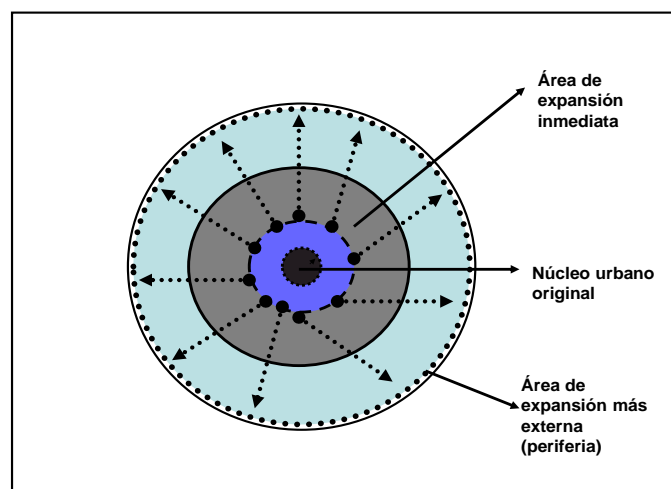 Área de
expansión
inmediata
Núcleo urbano
original
Área de
expansión más
externa
(periferia)